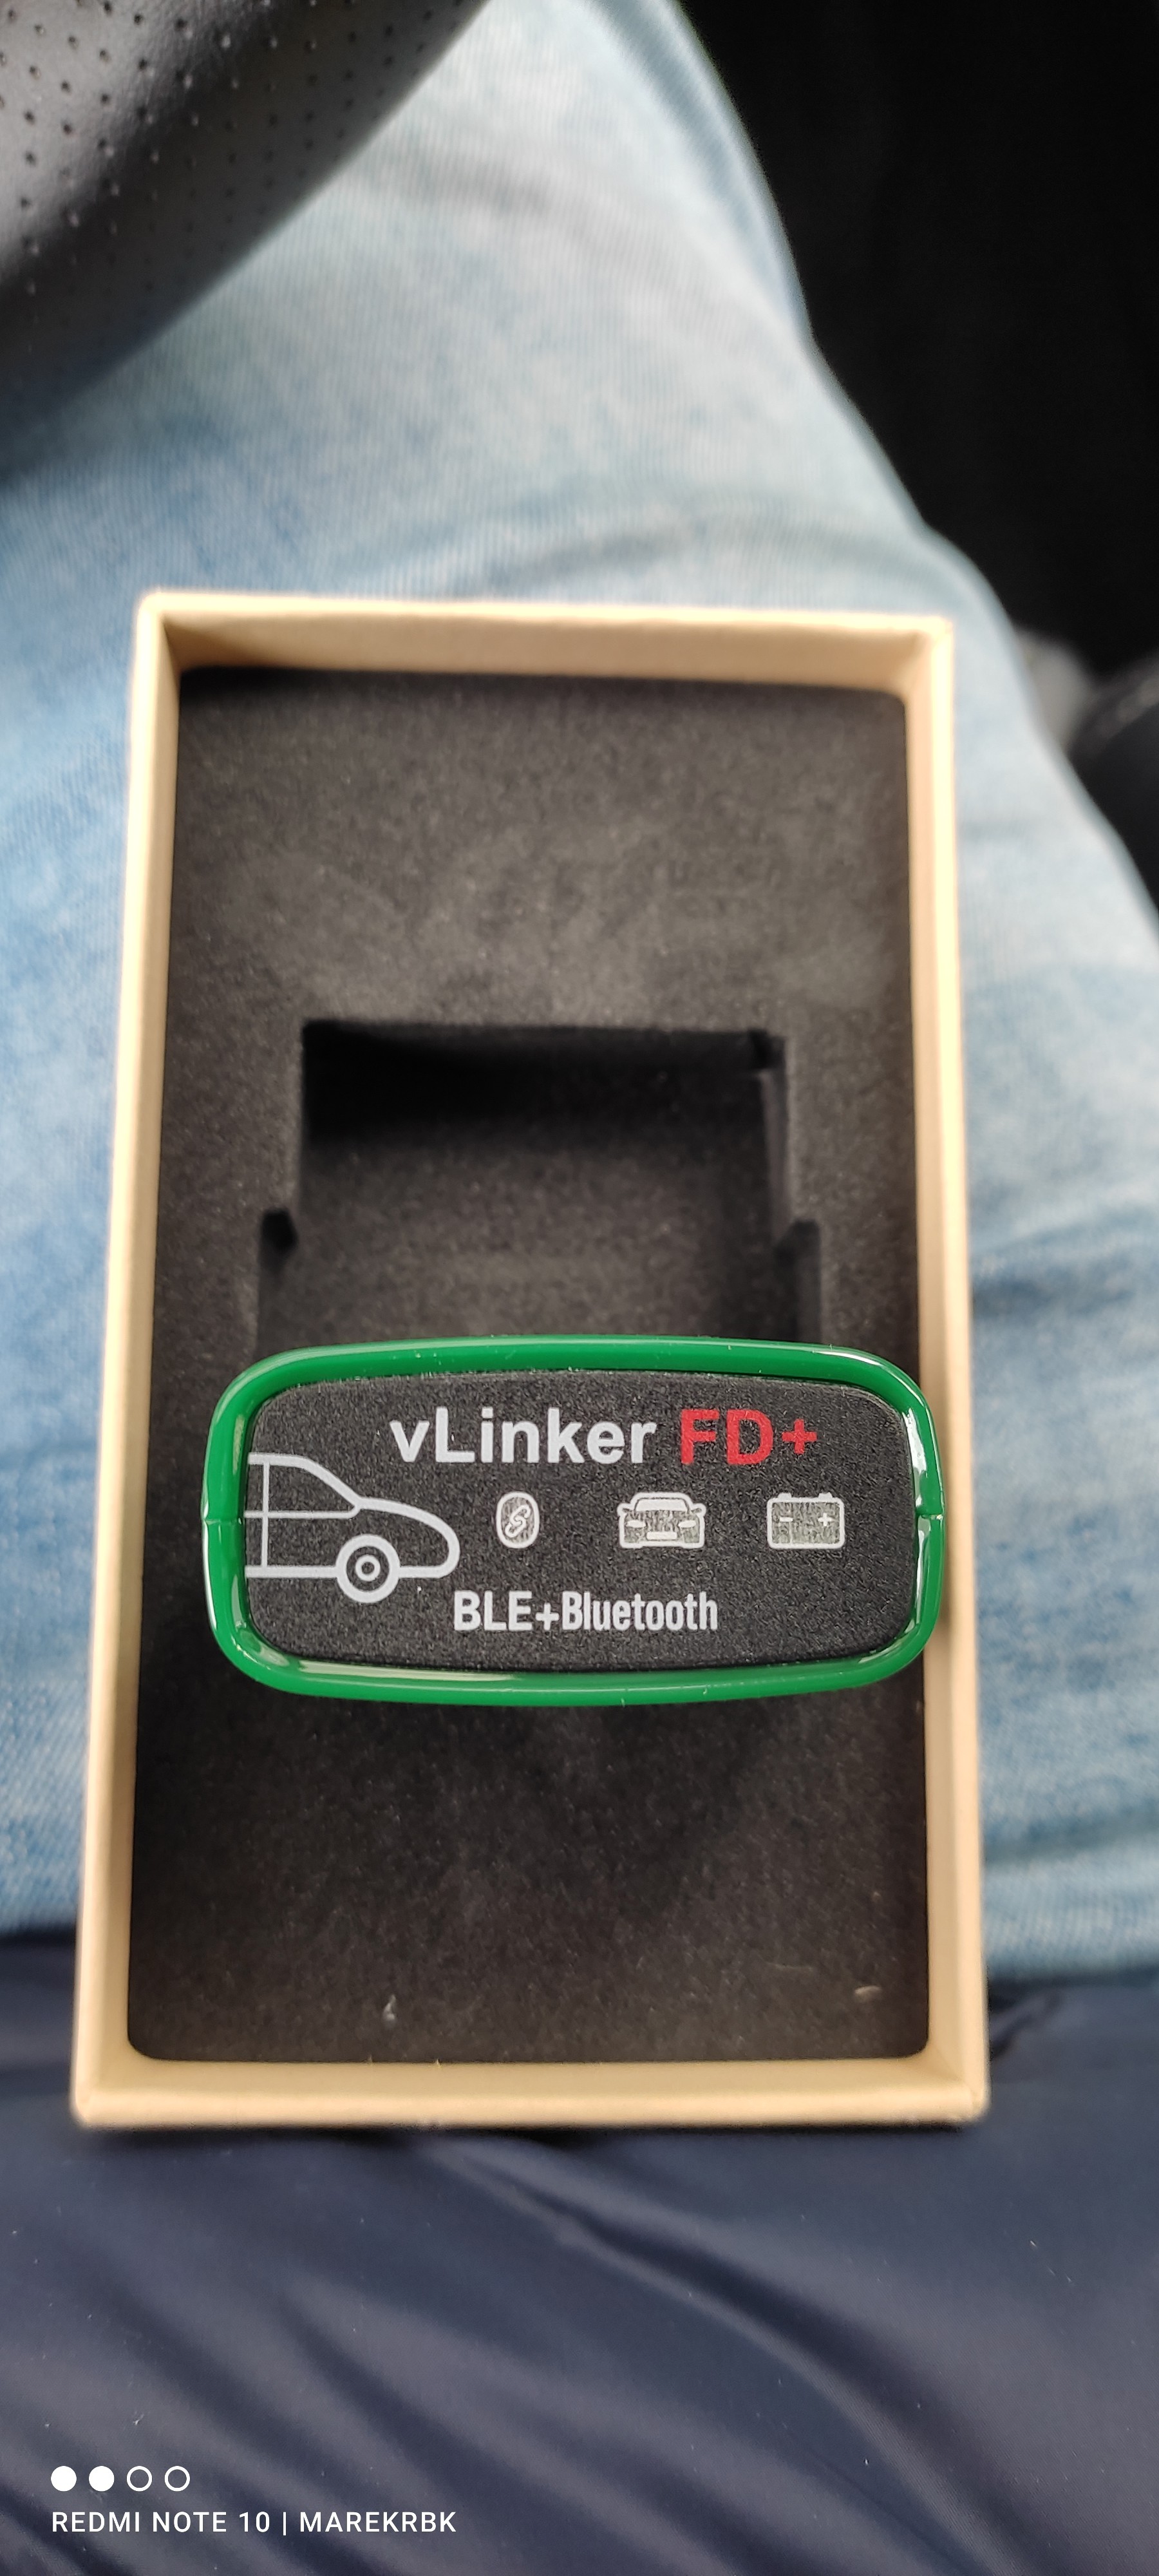 vLinker FD+
BLE+Bluetooth
REDMI NOTE 10 | MAREKRBK